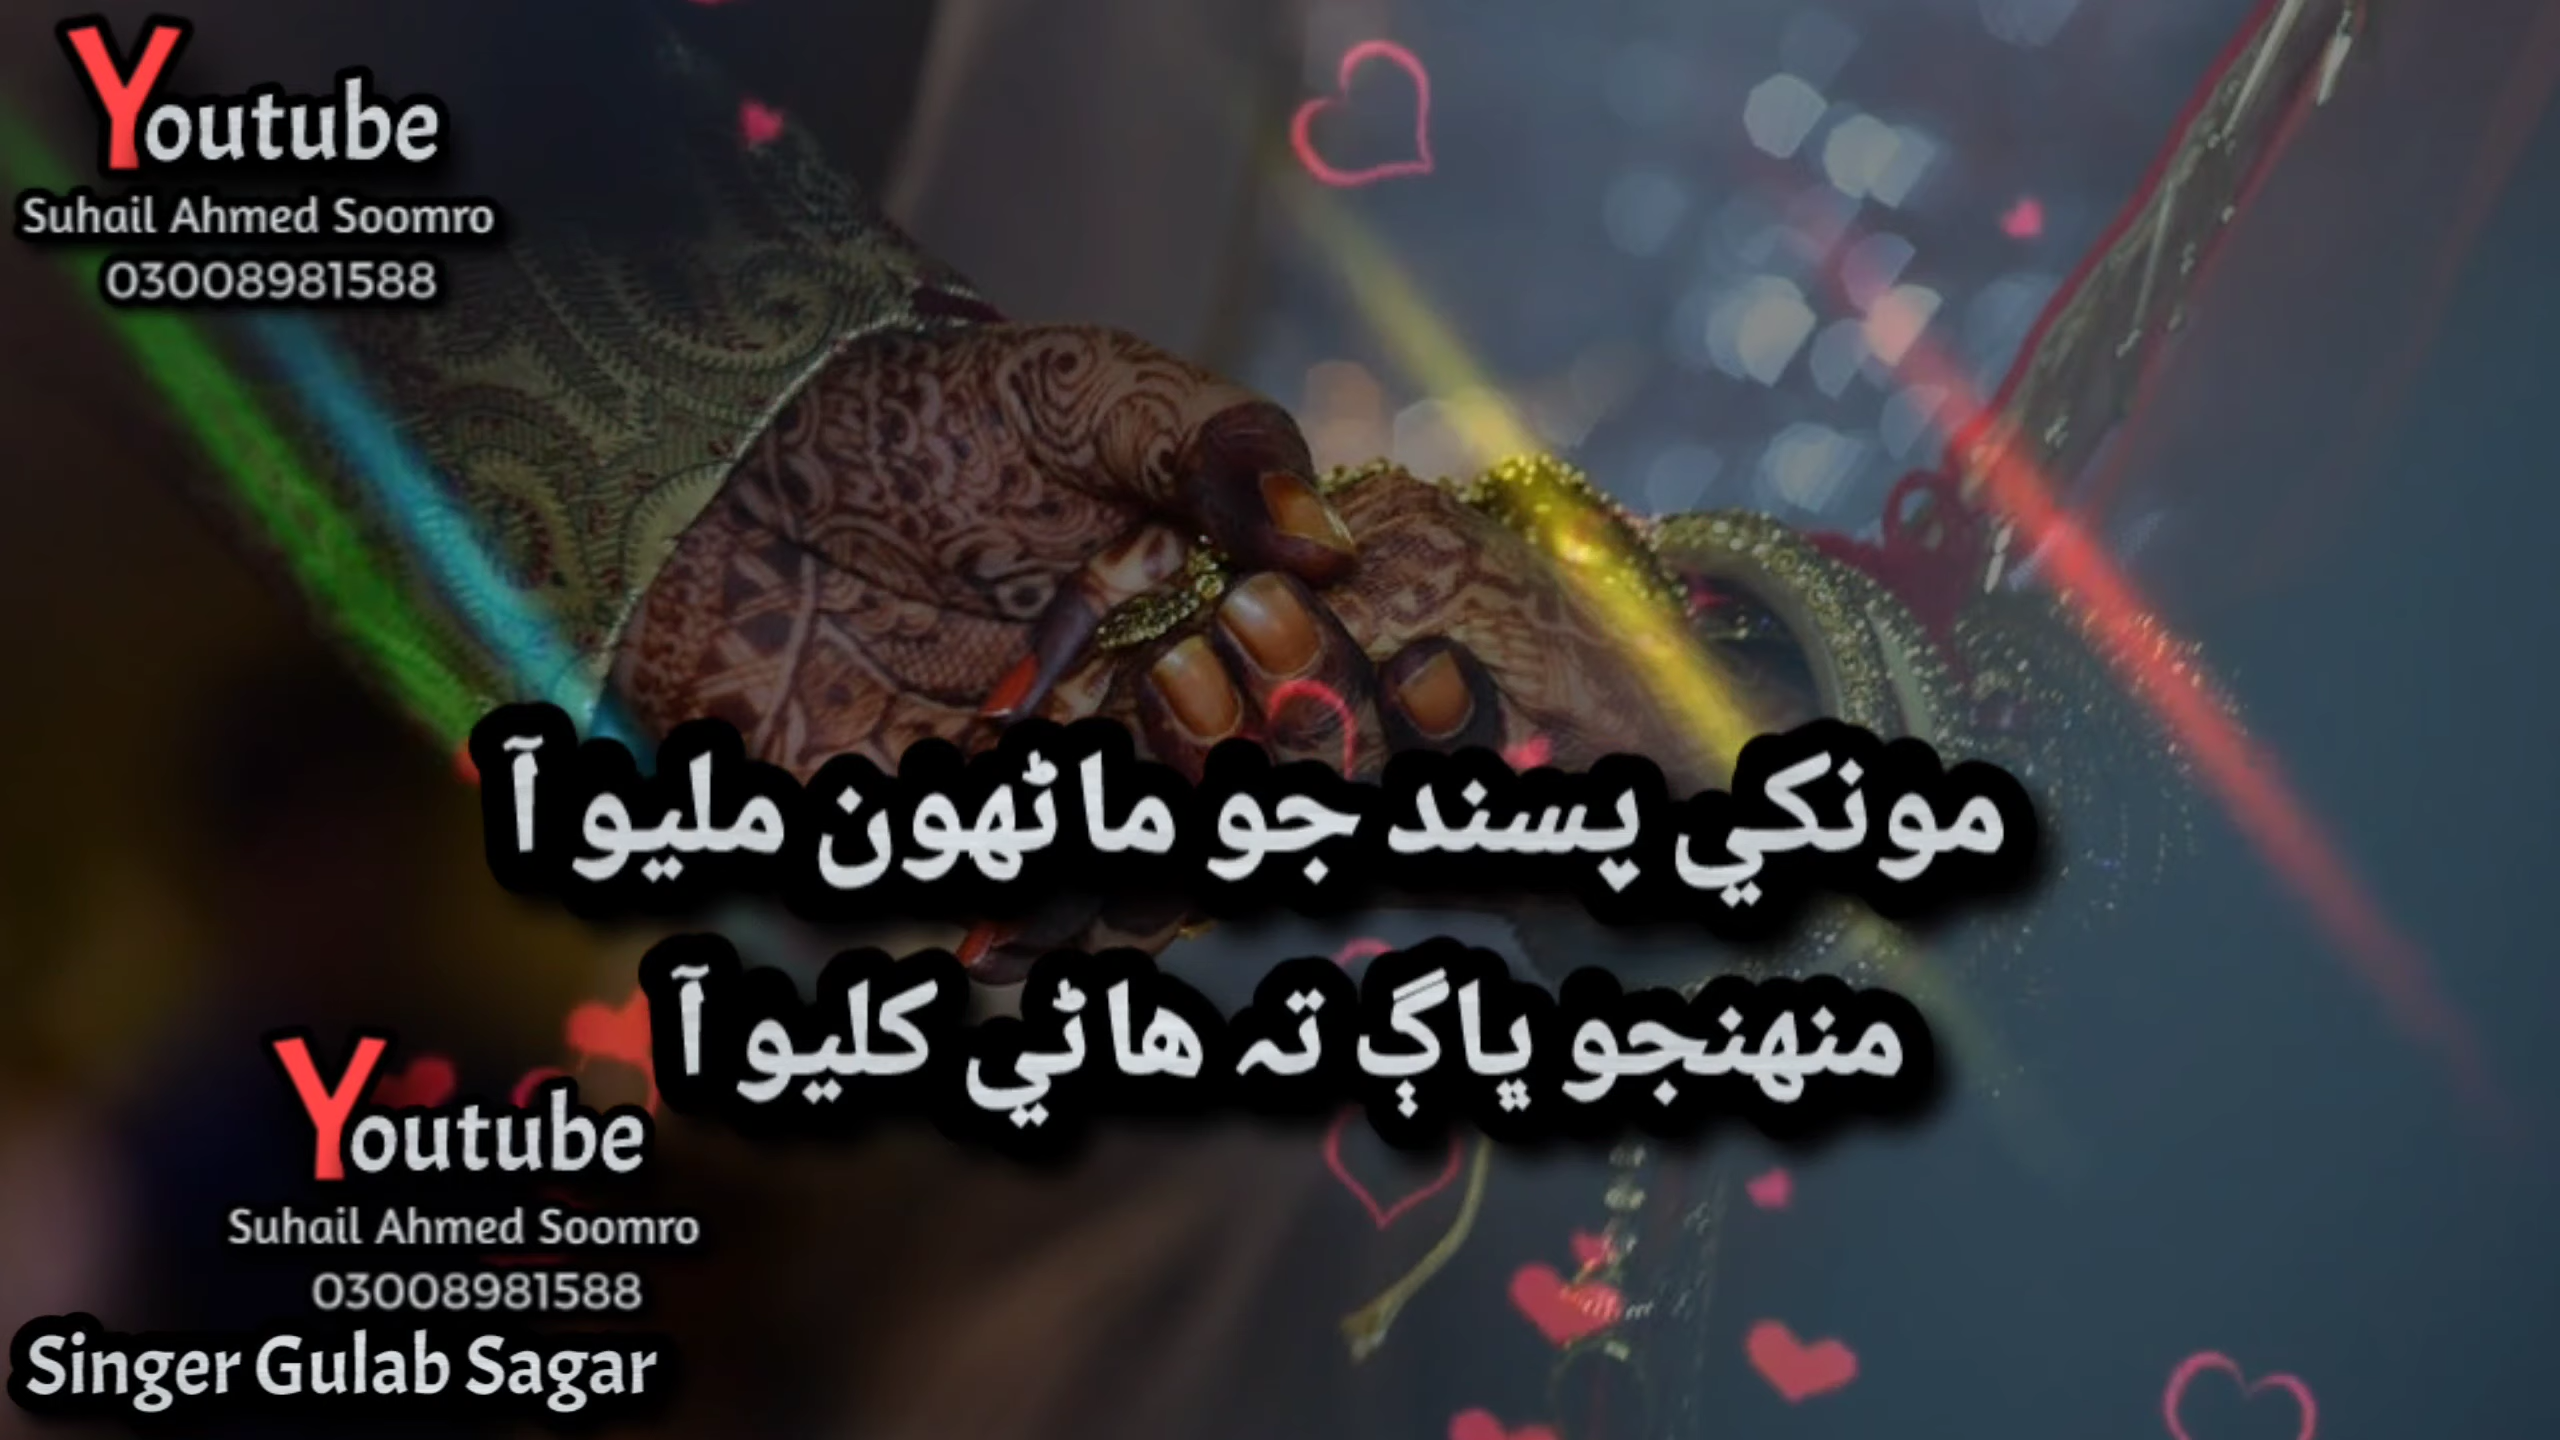 Youtube
Suhail Ahmed Soomro
03008981588
مونکي پسند جو ماڻھون مليو آ
منھنجو ڀاڳ تہ ھاڻي کليو آ
Youtube
Suhail Ahmed Soomro
03008981588
Singer Gulab Sagar